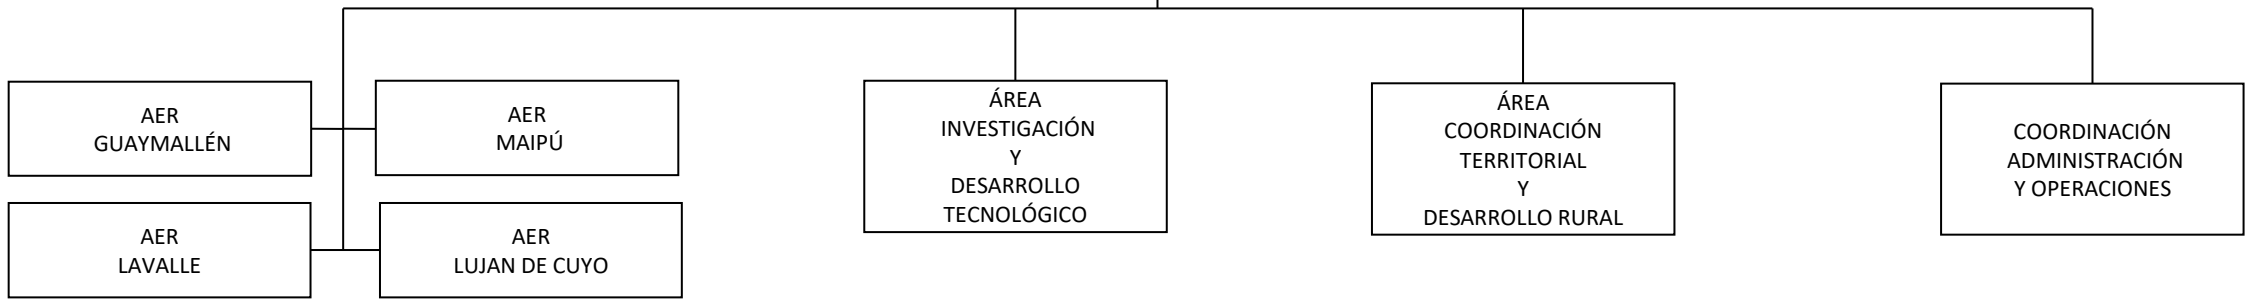 AER
GUAYMALLÉN
AER
MAIPÚ
AER
LAVALLE
AER
LUJAN DE CUYO
ÁREA
INVESTIGACIÓN
Y
DESARROLLO
TECNOLÓGICO
ÁREA
COORDINACIÓN
TERRITORIAL
Y
DESARROLLO RURAL
COORDINACIÓN
ADMINISTRACIÓN
Y OPERACIONES